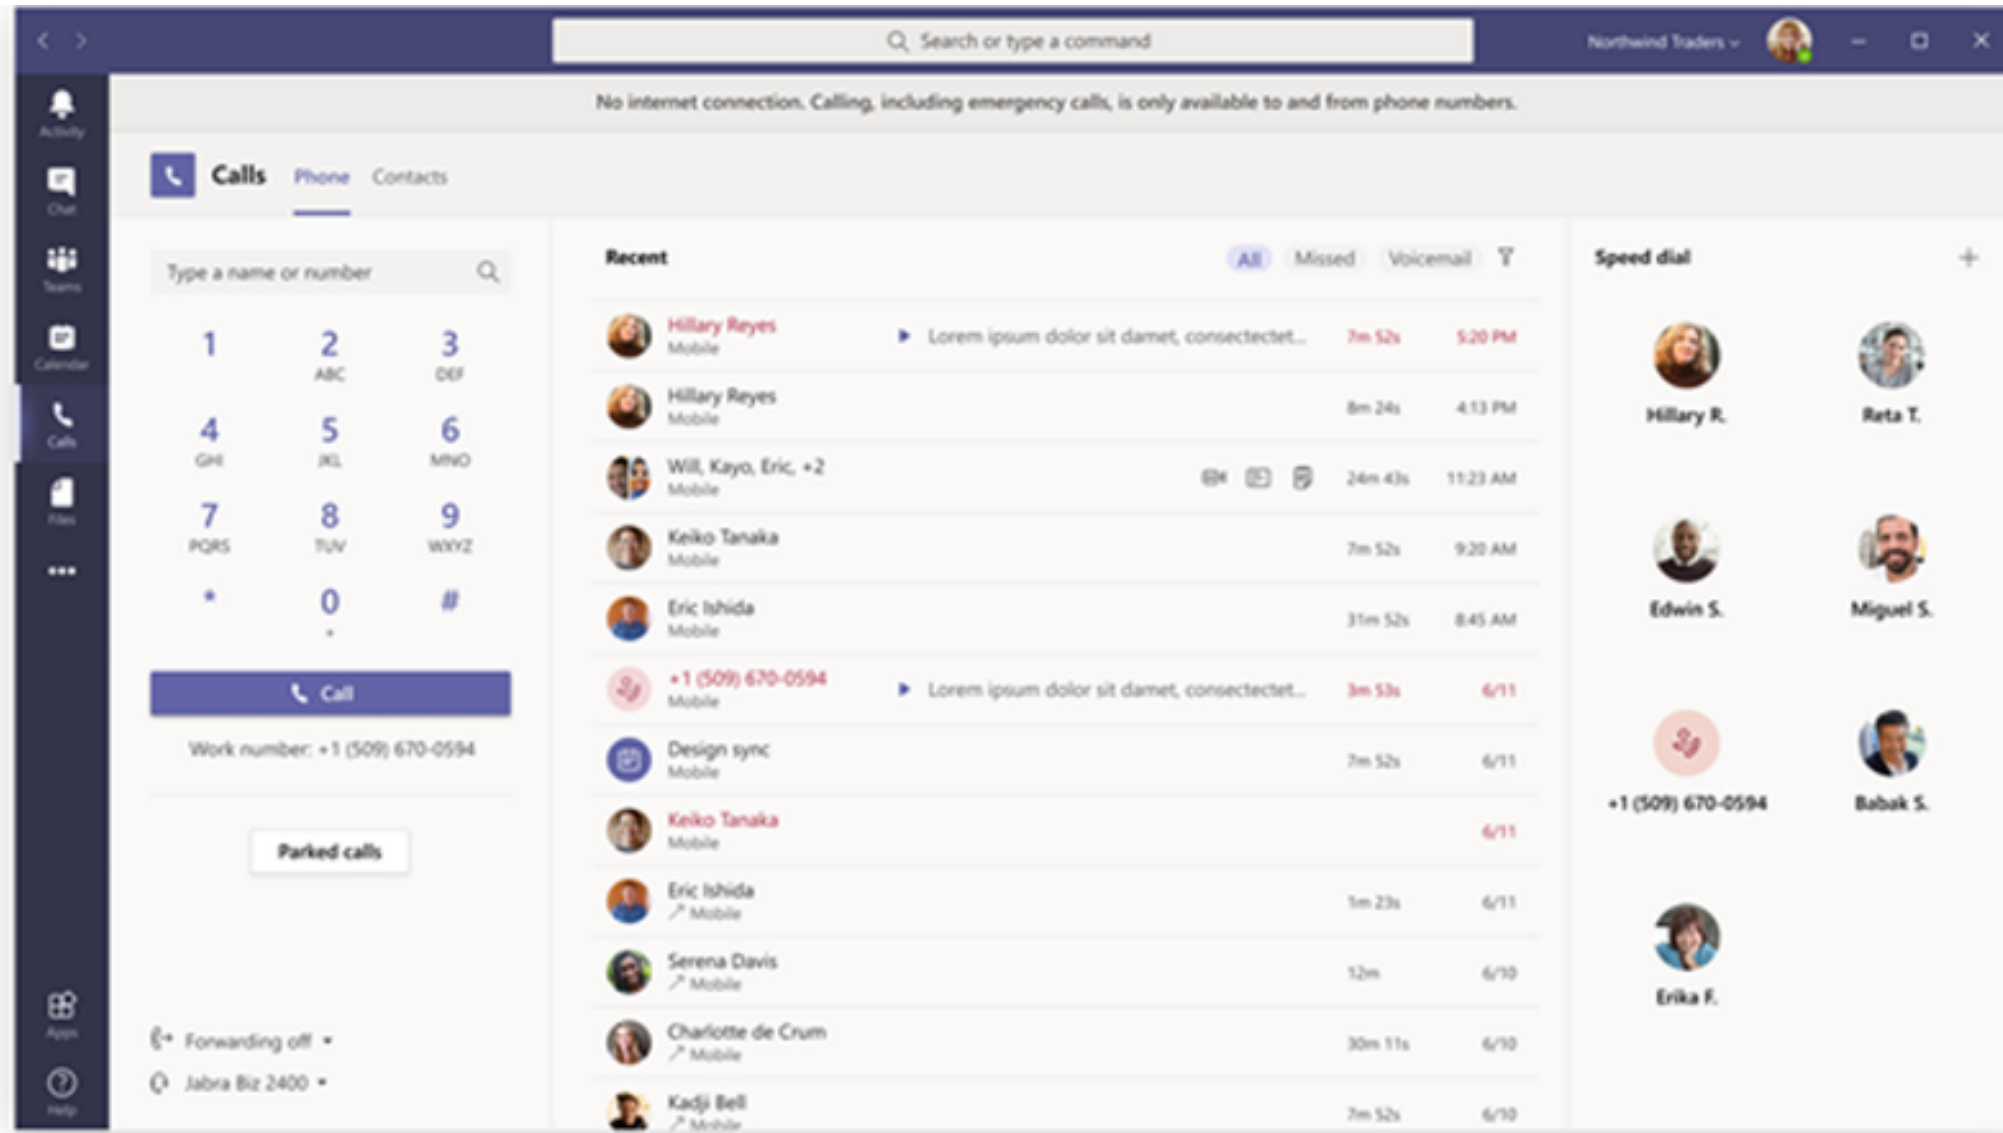 Search or type a command
Northwind Traders
No internet connection. Calling, including emergency calls, is only available to and from phone numbers.
Activity
Chat
Teams
Calendar
Calls
Files
Apps
Help
Calls
Phone
Contacts
Type a name or number
1
2
ABC
3
DEF
4
GHI
5
JKL
6
MNO
7
PQRS
8
TUV
9
WXYZ
*
0
+
#
Call
Work number: +1 (509) 670-0594
Parked calls
Forwarding off
Jabra Biz 2400
Recent
All
Missed
Voicemail
Hillary Reyes
Mobile
Lorem ipsum dolor sit damet, consectectet...
7m 52s
5:20 PM
Hillary Reyes
Mobile
8m 24s
4:13 PM
Will, Kayo, Eric, +2
Mobile
24m 43s
11:23 AM
Keiko Tanaka
Mobile
7m 52s
9:20 AM
Eric Ishida
Mobile
31m 52s
8:45 AM
+1 (509) 670-0594
Mobile
Lorem ipsum dolor sit damet, consectectet...
3m 53s
6/11
Design sync
Mobile
7m 52s
6/11
Keiko Tanaka
Mobile
6/11
Eric Ishida
Mobile
1m 23s
6/11
Serena Davis
Mobile
12m
6/10
Charlotte de Crum
Mobile
30m 11s
6/10
Kadji Bell
Mobile
7m 52s
6/10
Speed dial
Hillary R.
Reta T.
Edwin S.
Miguel S.
+1 (509) 670-0594
Babak S.
Erika F.